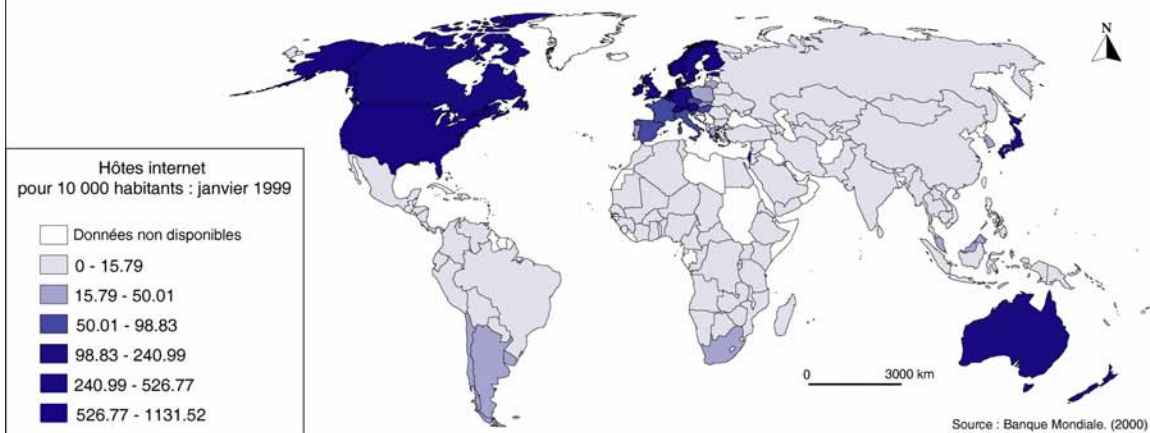 N
Hôtes internet
pour 10 000 habitants : janvier 1999
Données non disponibles
0 - 15.79
15.79 - 50.01
50.01 - 98.83
98.83 - 240.99
240.99 - 526.77
526.77 - 1131.52
0 3000 km
Source : Banque Mondiale. (2000)